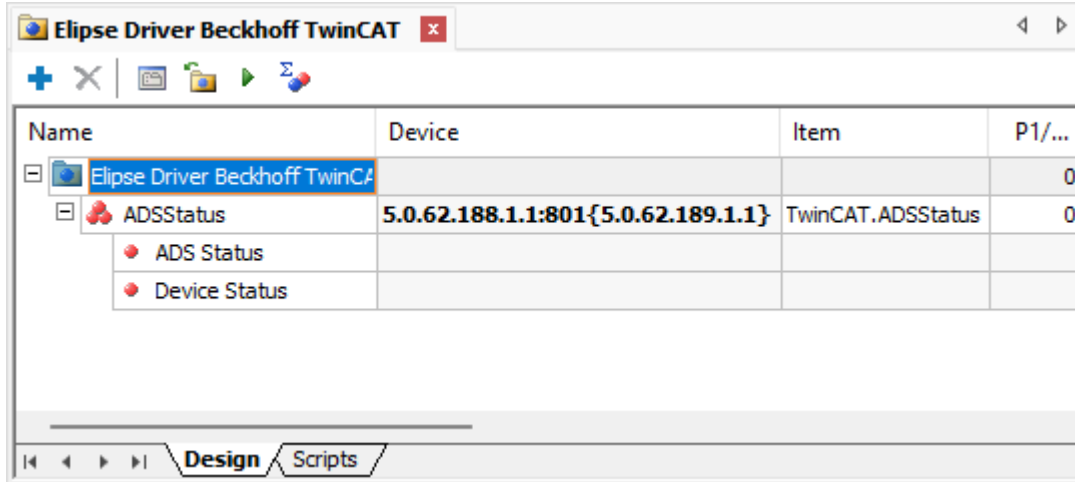 Elipse Driver Beckhoff TwinCAT
Name Device Item P1/...
Elipse Driver Beckhoff TwinCA 0
ADSStatus 5.0.62.188.1.1:801{5.0.62.189.1.1} TwinCAT.ADSStatus 0
ADS Status
Device Status
Design Scripts